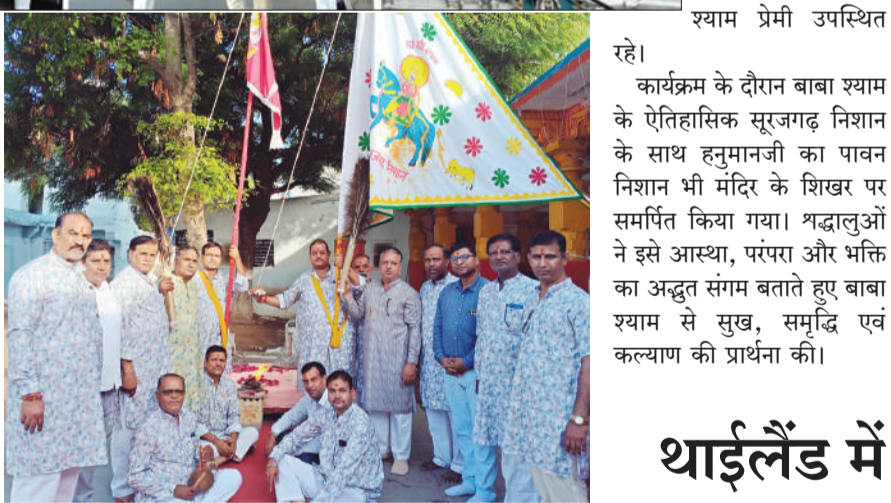 श्याम प्रेमी उपस्थित
रहे।
कार्यक्रम के दौरान बाबा श्याम
के ऐतिहासिक सूरजगढ़ निशान
के साथ हनुमानजी का पावन
निशान भी मंदिर के शिखर पर
समर्पित किया गया। श्रद्धालुओं
ने इसे आस्था, परंपरा और भक्ति
का अद्भुत संगम बताते हुए बाबा
श्याम से सुख, समृद्धि एवं
कल्याण की प्रार्थना की।
थाईलैंड में